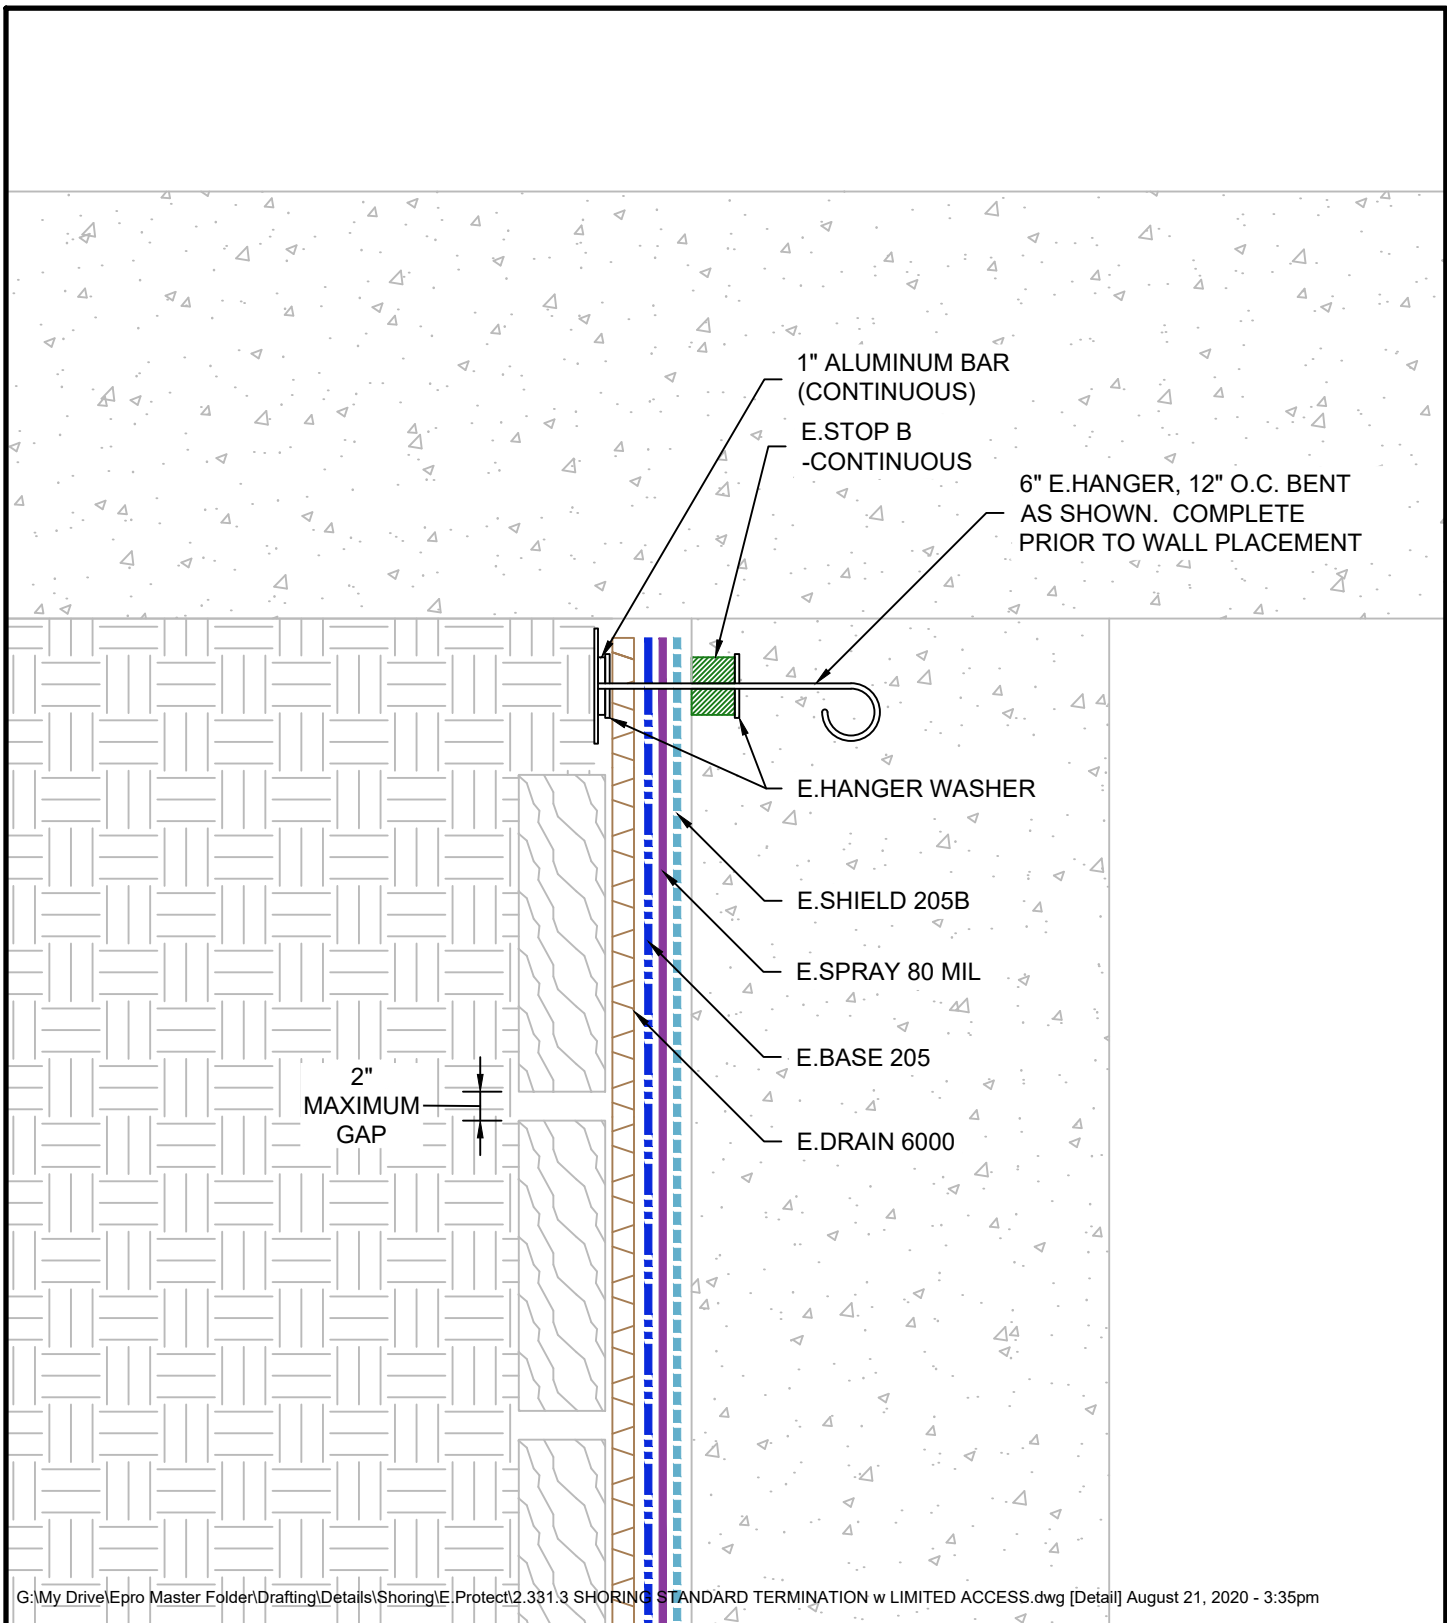 1" ALUMINUM BAR
(CONTINUOUS)
E.STOP B
-CONTINUOUS
6" E.HANGER, 12" O.C. BENT
AS SHOWN. COMPLETE
PRIOR TO WALL PLACEMENT
E.HANGER WASHER
E.SHIELD 205B
E.SPRAY 80 MIL
E.BASE 205
2"
MAXIMUM
GAP
E.DRAIN 6000
G:\My Drive\Epro Master Folder\Drafting\Details\Shoring\E.Protect\2.331.3 SHORING STANDARD TERMINATION w LIMITED ACCESS.dwg [Detail] August 21, 2020 - 3:35pm